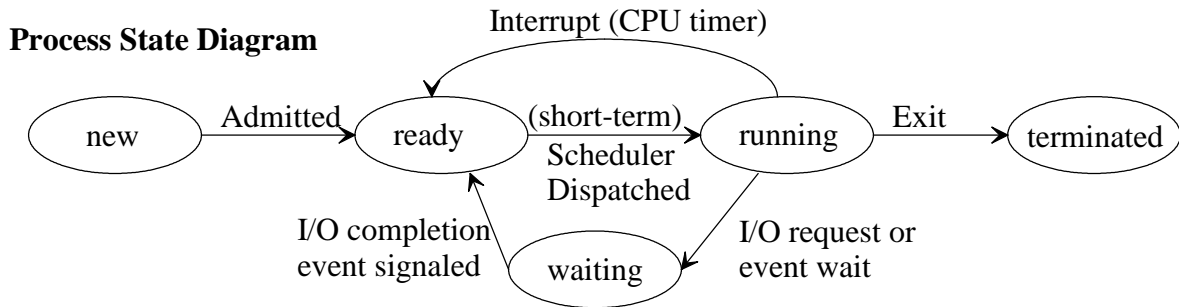 Interrupt (CPU timer)
Process State Diagram
new
Admitted
ready
(short-term)
Scheduler
Dispatched
running
Exit
terminated
I/O completion
event signaled
waiting
I/O request or
event wait